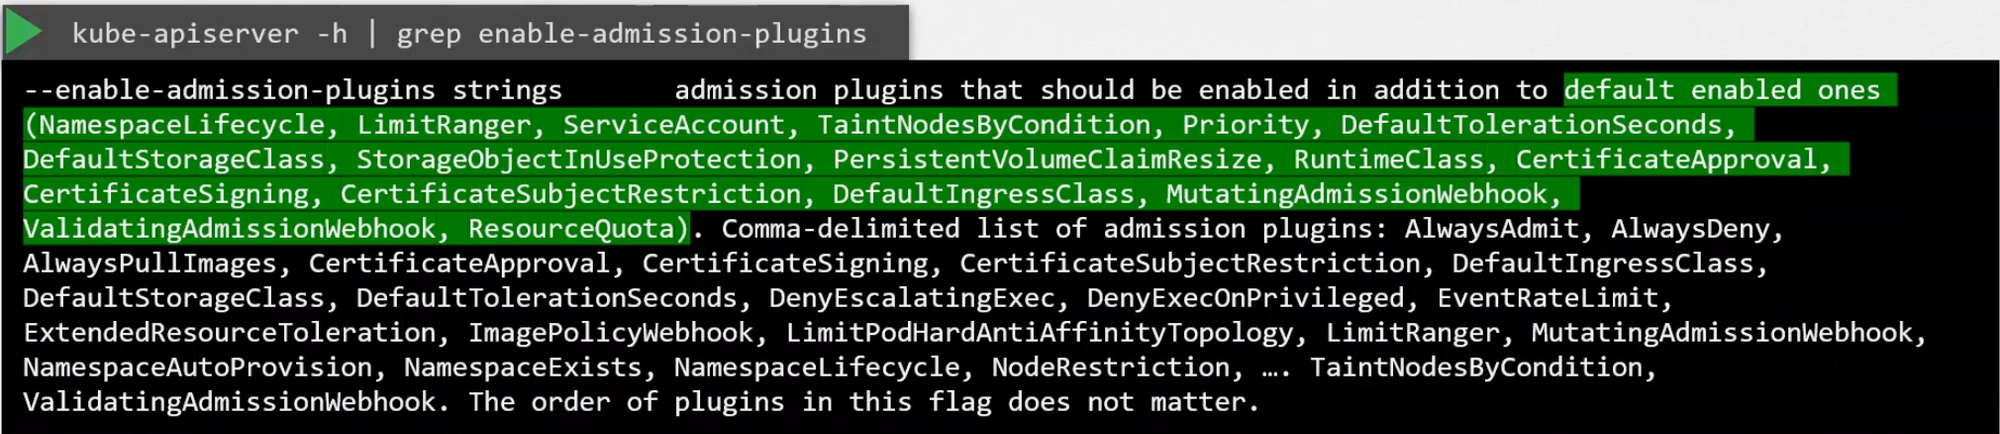 kube-apiserver -h | grep enable-admission-plugins
--enable-admission-plugins strings admission plugins that should be enabled in addition to default enabled ones
(NamespaceLifecycle, LimitRanger, ServiceAccount, TaintNodesByCondition, Priority, DefaultTolerationSeconds,
DefaultStorageClass, StorageObjectInUseProtection, PersistentVolumeClaimResize, RuntimeClass, CertificateApproval,
CertificateSigning, CertificateSubjectRestriction, DefaultIngressClass, MutatingAdmissionWebhook,
ValidatingAdmissionWebhook, ResourceQuota). Comma-delimited list of admission plugins: AlwaysAdmit, AlwaysDeny,
AlwaysPullImages, CertificateApproval, CertificateSigning, CertificateSubjectRestriction, DefaultIngressClass,
DefaultStorageClass, DefaultTolerationSeconds, DenyEscalatingExec, DenyExecOnPrivileged, EventRateLimit,
ExtendedResourceToleration, ImagePolicyWebhook, LimitPodHardAntiAffinityTopology, LimitRanger, MutatingAdmissionWebhook,
NamespaceAutoProvision, NamespaceExists, NamespaceLifecycle, NodeRestriction, …. TaintNodesByCondition,
ValidatingAdmissionWebhook. The order of plugins in this flag does not matter.